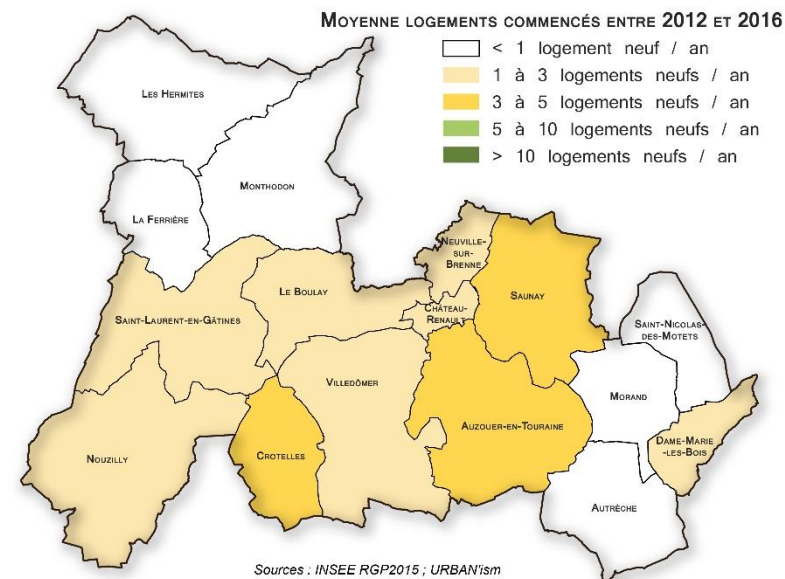 Moyenne logements commencés entre 2012 et 2016
< 1 logement neuf / an
1 à 3 logements neufs / an
3 à 5 logements neufs / an
5 à 10 logements neufs / an
> 10 logements neufs / an
Les Hermites
Monthodon
La Ferrière
Neuville-
sur-
Brenne
Le Boulay
Saunay
Château-
Renault
Saint-Laurent-en-Gâtines
Saint-Nicolas-
des-Motets
Villedômer
Morand
Auzouer-en-Touraine
Dame-Marie
-les-Bois
Nouzilly
Crotelles
Autrèche
Sources : INSEE RGP2015 ; URBAN'ism